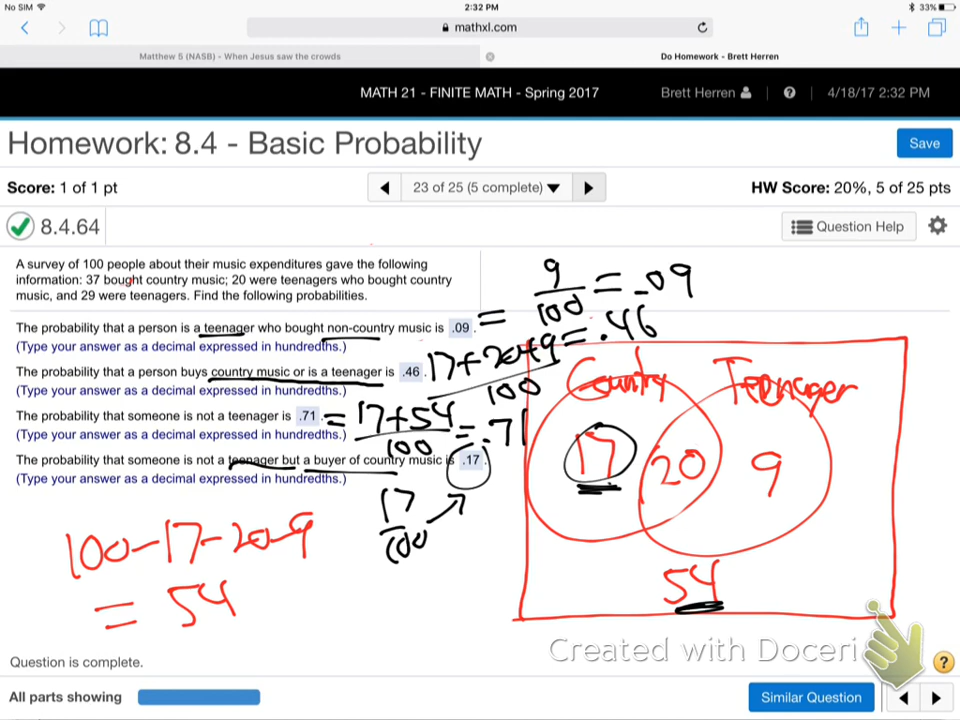 No SIM 2:32 PM 33%
mathxl.com
Matthew 5 (NASB) - When Jesus saw the crowds Do Homework - Brett Herren
MATH 21 - FINITE MATH - Spring 2017 Brett Herren ? 4/18/17 2:32 PM
Homework: 8.4 - Basic Probability Save
Score: 1 of 1 pt 23 of 25 (5 complete) HW Score: 20%, 5 of 25 pts
8.4.64 Question Help
A survey of 100 people about their music expenditures gave the following
information: 37 bought country music; 20 were teenagers who bought country
music, and 29 were teenagers. Find the following probabilities.
The probability that a person is a teenager who bought non-country music is .09.
(Type your answer as a decimal expressed in hundredths.)
The probability that a person buys country music or is a teenager is .46.
(Type your answer as a decimal expressed in hundredths.)
The probability that someone is not a teenager is .71
(Type your answer as a decimal expressed in hundredths.)
The probability that someone is not a teenager but a buyer of country music is .17.
(Type your answer as a decimal expressed in hundredths.)
= 9/100 = .09
17+20+9/100 = .46
= 17+54/100 = .71
17/100
Country Teenager
17 20 9
54
100-17-20-9
= 54
Created with Doceri
Question is complete. ?
All parts showing Similar Question